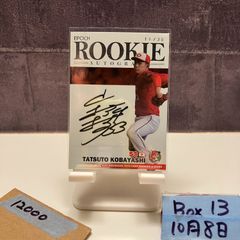 EPOCH
ROOKIE
AUTOGRAPH
TATSUTO KOBAYASHI
12000
Box 13
10月8日